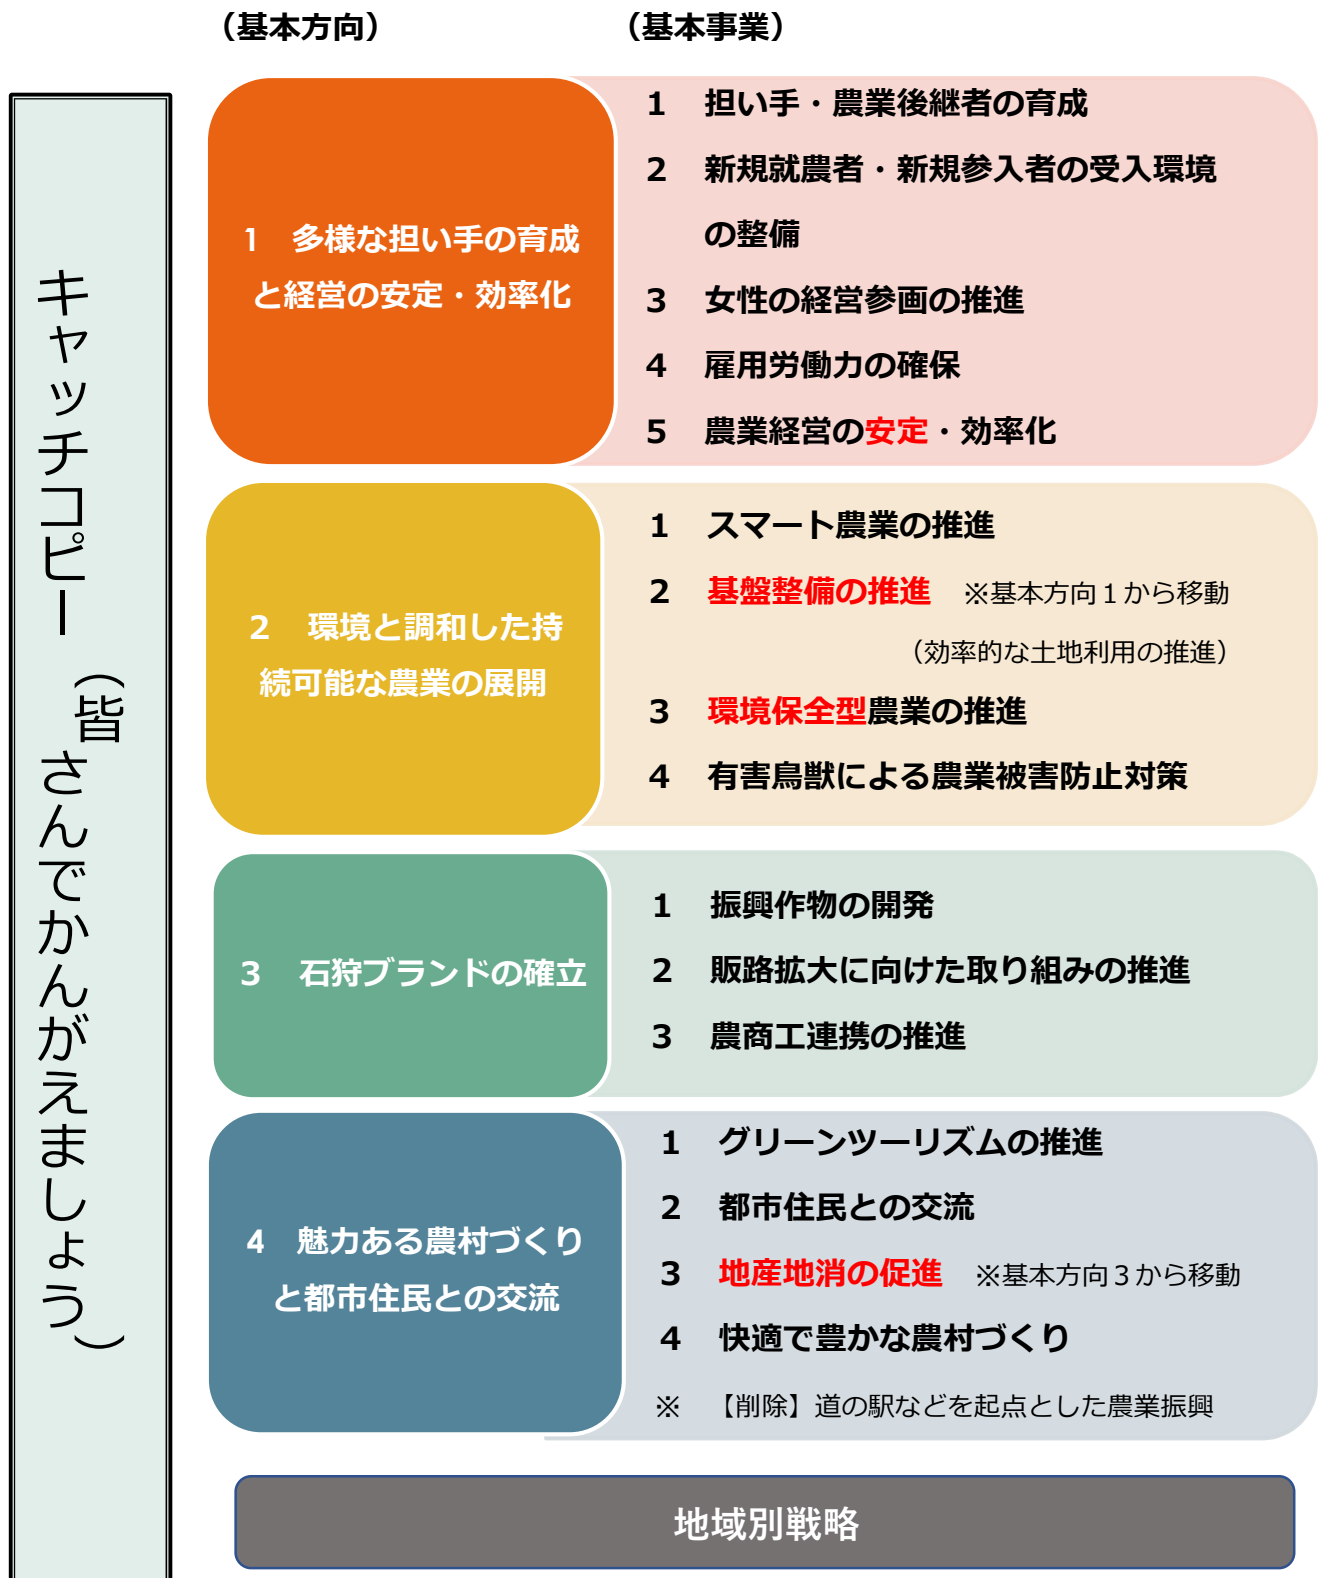 （基本方向）
（基本事業）
キャッチコピー（皆さんでかんがえましょう）
1　多様な担い手の育成
と経営の安定・効率化
1　担い手・農業後継者の育成
2　新規就農者・新規参入者の受入環境
の整備
3　女性の経営参画の推進
4　雇用労働力の確保
5　農業経営の安定・効率化
2　環境と調和した持
続可能な農業の展開
1　スマート農業の推進
2　基盤整備の推進　※基本方向１から移動
（効率的な土地利用の推進）
3　環境保全型農業の推進
4　有害鳥獣による農業被害防止対策
3　石狩ブランドの確立
1　振興作物の開発
2　販路拡大に向けた取り組みの推進
3　農商工連携の推進
4　魅力ある農村づくり
と都市住民との交流
1　グリーンツーリズムの推進
2　都市住民との交流
3　地産地消の促進　※基本方向３から移動
4　快適で豊かな農村づくり
※　【削除】道の駅などを起点とした農業振興
地域別戦略